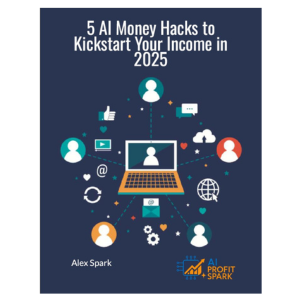 5 AI Money Hacks to
Kickstart Your Income in
2025
@
Alex Spark
AI
PROFIT
SPARK